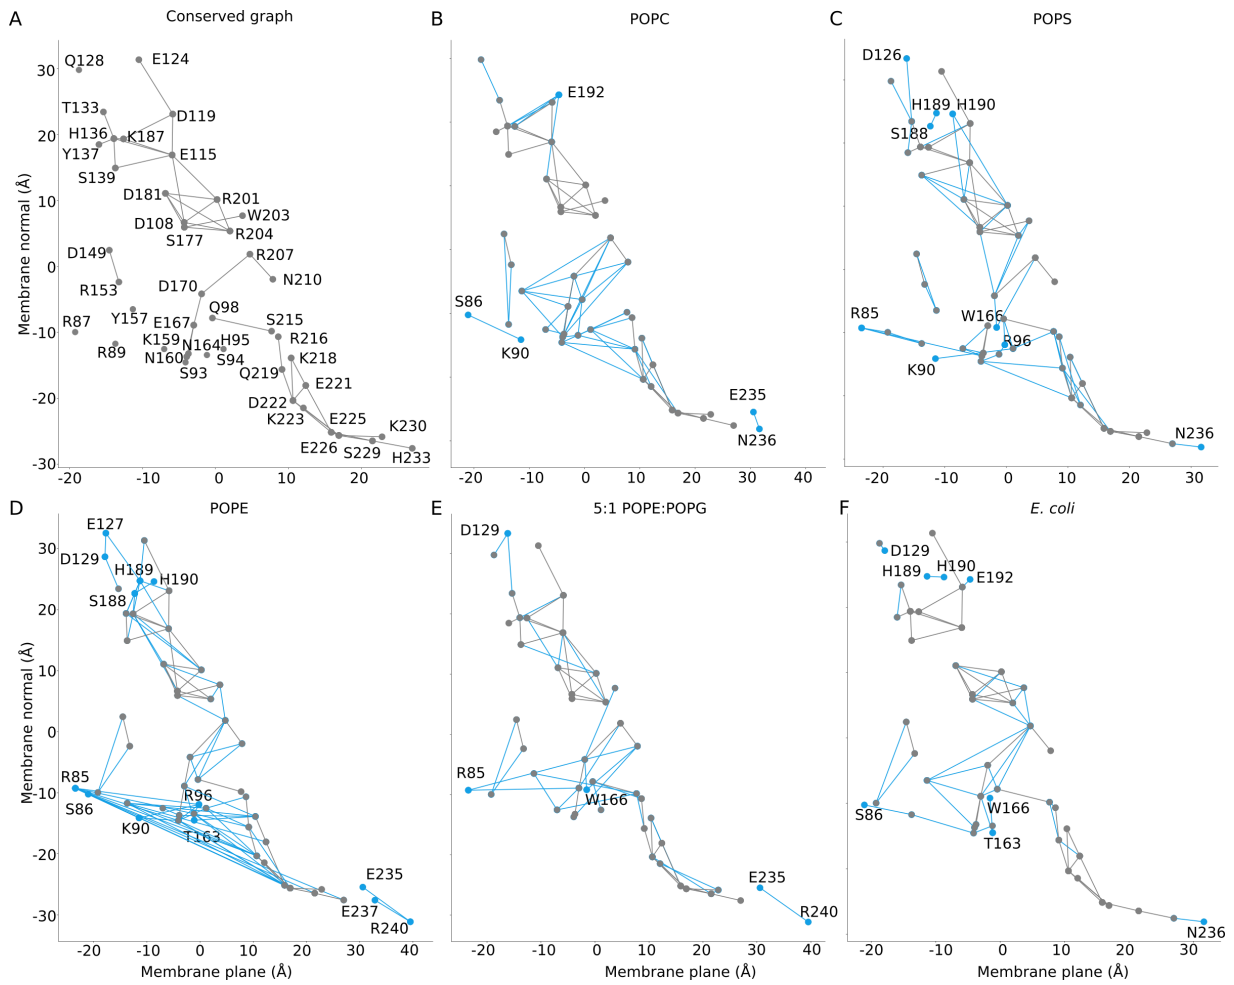 A
Conserved graph
B
POPC
C
POPS
Q128
E124
T133
D119
H136
K187
Y137
E115
S139
D181
R201
W203
D108
R204
S177
D149
R207
R153
N210
D170
Y157
Q98
R87
E167
S215
R89
K159
H95
R216
N164
N160
S94
K218
S93
Q219
E221
D222
K223
E225
K230
E226
S229
H233
Membrane normal (Å)
30
20
10
0
-10
-20
-30
-20
-10
0
10
20
E192
S86
K90
E235
N236
-20
-10
0
10
20
30
40
D126
H189
H190
S188
R85
W166
R96
K90
N236
-20
-10
0
10
20
30
D
POPE
E
5:1 POPE:POPG
F
E. coli
E127
D129
H189
H190
S188
R85
S86
R96
K90
T163
E235
E237
R240
Membrane normal (Å)
30
20
10
0
-10
-20
-30
-20
-10
0
10
20
30
40
Membrane plane (Å)
D129
R85
W166
E235
R240
-20
-10
0
10
20
30
40
Membrane plane (Å)
D129
H189
H190
E192
S86
W166
T163
N236
-20
-10
0
10
20
30
Membrane plane (Å)